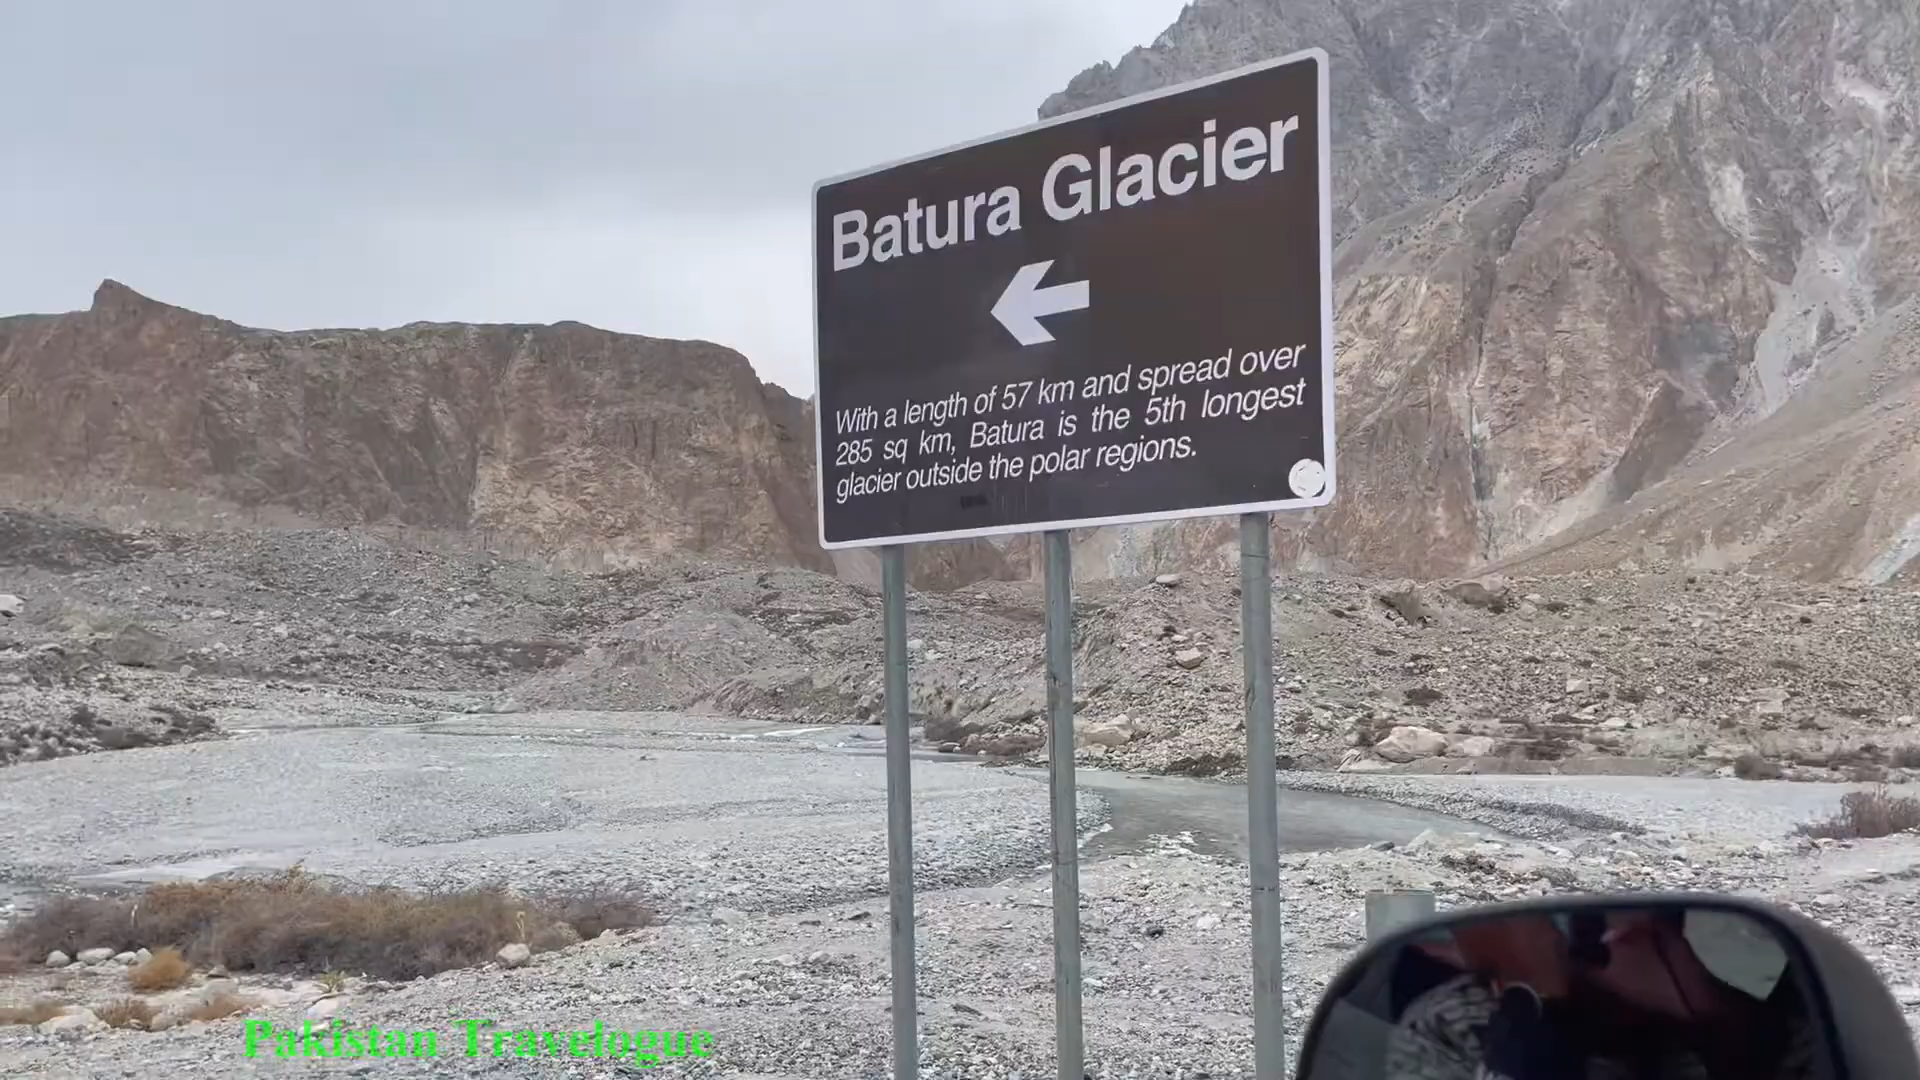 Batura Glacier
With a length of 57 km and spread over
285 sq km, Batura is the 5th longest
glacier outside the polar regions.
Pakistan Travelogue